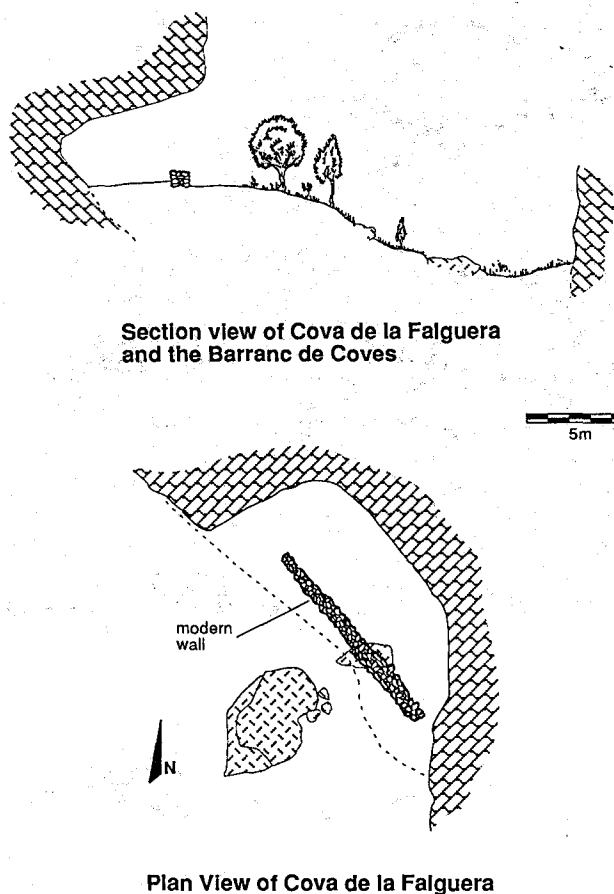 Section view of Cova de la Falguera
and the Barranc de Coves
5m
modern
wall
N
Plan View of Cova de la Falguera